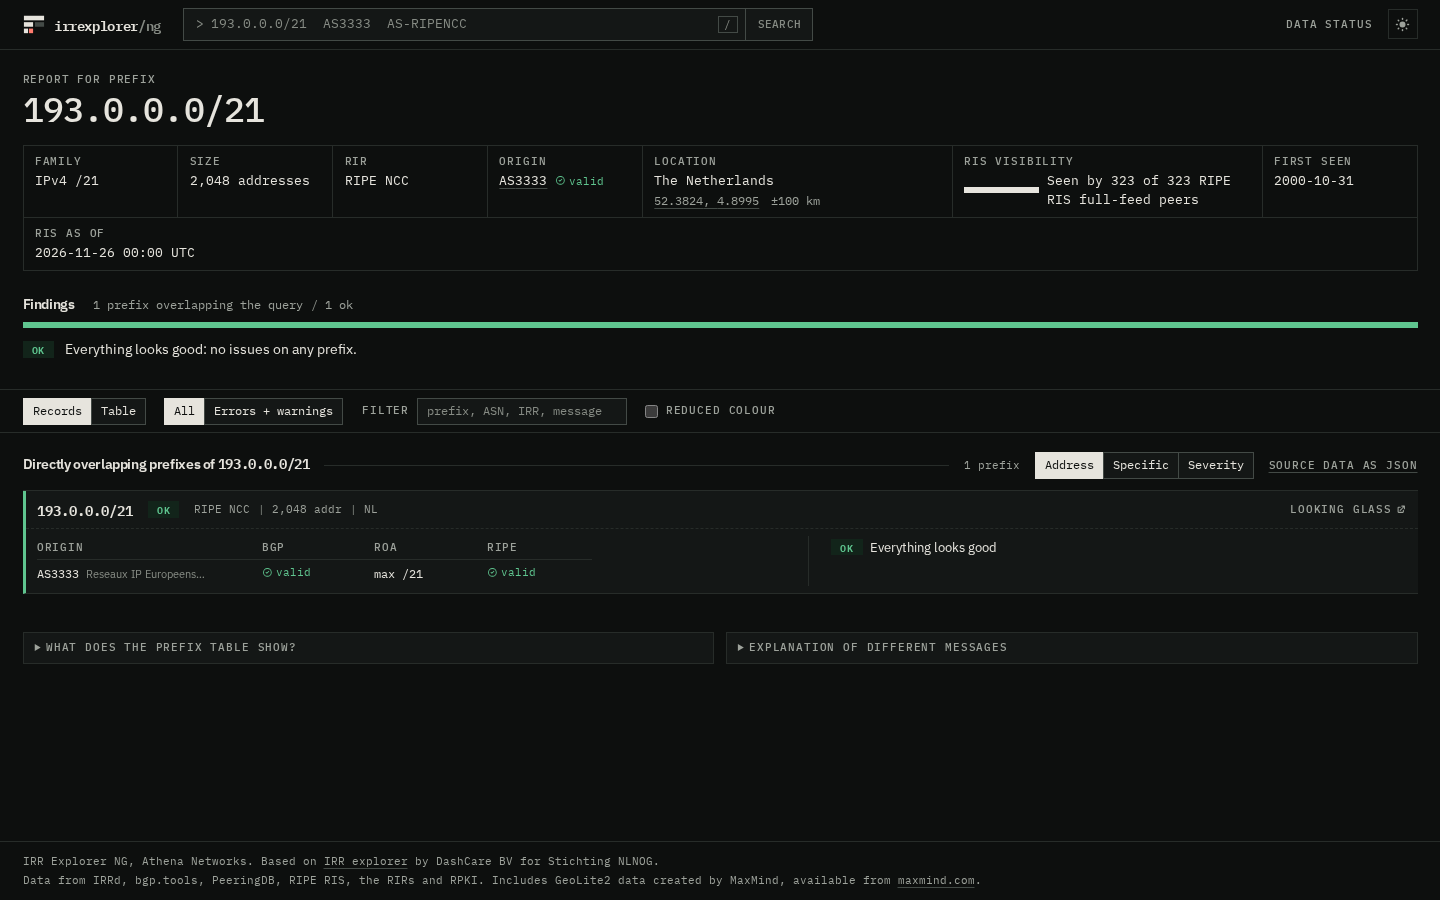 irrexplorer/ng
> 193.0.0.0/21 AS3333 AS-RIPENCC / SEARCH
DATA STATUS
REPORT FOR PREFIX
193.0.0.0/21
FAMILY
IPv4 /21
SIZE
2,048 addresses
RIR
RIPE NCC
ORIGIN
AS3333 valid
LOCATION
The Netherlands
52.3824, 4.8995 ±100 km
RIS VISIBILITY
Seen by 323 of 323 RIPE
RIS full-feed peers
FIRST SEEN
2000-10-31
RIS AS OF
2026-11-26 00:00 UTC
Findings 1 prefix overlapping the query / 1 ok
OK Everything looks good: no issues on any prefix.
Records Table All Errors + warnings FILTER prefix, ASN, IRR, message REDUCED COLOUR
Directly overlapping prefixes of 193.0.0.0/21 1 prefix Address Specific Severity SOURCE DATA AS JSON
193.0.0.0/21 OK RIPE NCC | 2,048 addr | NL LOOKING GLASS
ORIGIN BGP ROA RIPE
AS3333 Reseaux IP Europeens... valid max /21 valid
OK Everything looks good
WHAT DOES THE PREFIX TABLE SHOW?
EXPLANATION OF DIFFERENT MESSAGES
IRR Explorer NG, Athena Networks. Based on IRR explorer by DashCare BV for Stichting NLNOG.
Data from IRRd, bgp.tools, PeeringDB, RIPE RIS, the RIRs and RPKI. Includes GeoLite2 data created by MaxMind, available from maxmind.com.